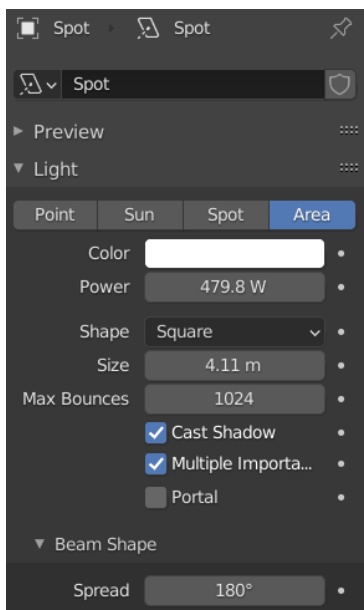 Spot Spot
Spot
Preview
Light
Point Sun Spot Area
Color
Power 479.8 W
Shape Square
Size 4.11 m
Max Bounces 1024
Cast Shadow
Multiple Importa...
Portal
Beam Shape
Spread 180°